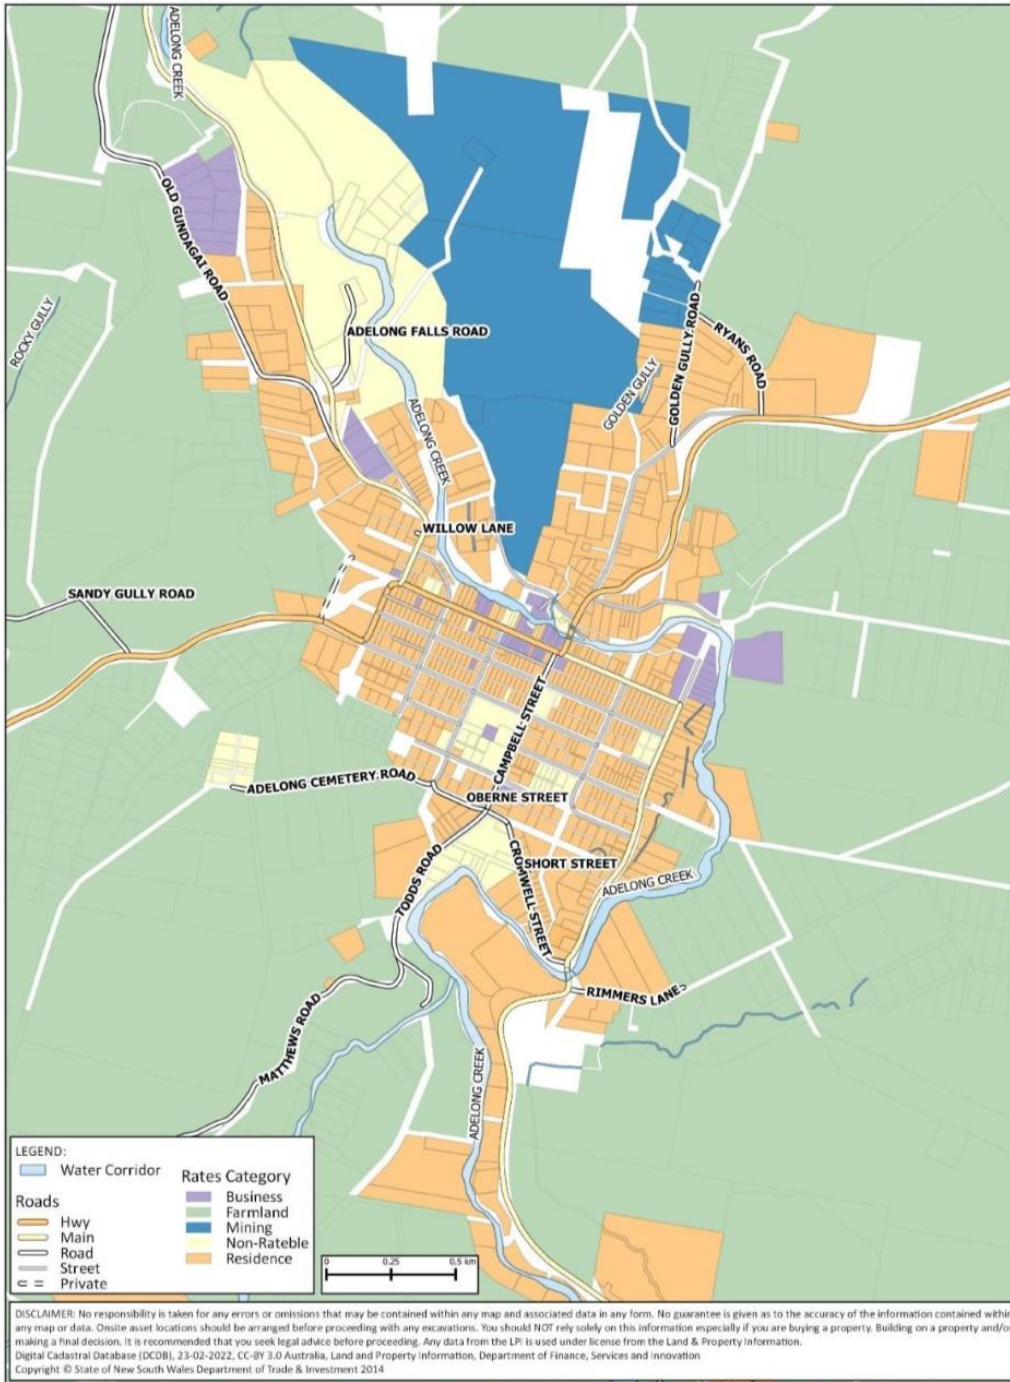 ADELONG CREEK
OLD GUNDAGAI ROAD
ROCKY GULLY
ADELONG FALLS ROAD
GOLDEN GULLY ROAD
RYANS ROAD
GOLDEN GULLY
ADELONG CREEK
WILLOW LANE
SANDY GULLY ROAD
CAMPBELL STREET
ADELONG CEMETERY ROAD
OBERNE STREET
CROMWELL STREET
SHORT STREET
TODDS ROAD
ADELONG CREEK
RIMMERS LANE
MATTHEWS ROAD
ADELONG CREEK
LEGEND:
Water Corridor
Roads
Hwy
Main
Road
Street
Private
Rates Category
Business
Farmland
Mining
Non-Rateble
Residence
0 0.25 0.5 km
DISCLAIMER: No responsibility is taken for any errors or omissions that may be contained within any map and associated data in any form. No guarantee is given as to the accuracy of the information contained within
any map or data. Onsite asset locations should be arranged before proceeding with any excavations. You should NOT rely solely on this information especially if you are buying a property. Building on a property and/o
making a final decision. It is recommended that you seek legal advice before proceeding. Any data from the LPI is used under license from the Land & Property Information.
Digital Cadastral Database (DCDB), 23-02-2022, CC-BY 3.0 Australia, Land and Property Information, Department of Finance, Services and Innovation
Copyright © State of New South Wales Department of Trade & Investment 2014